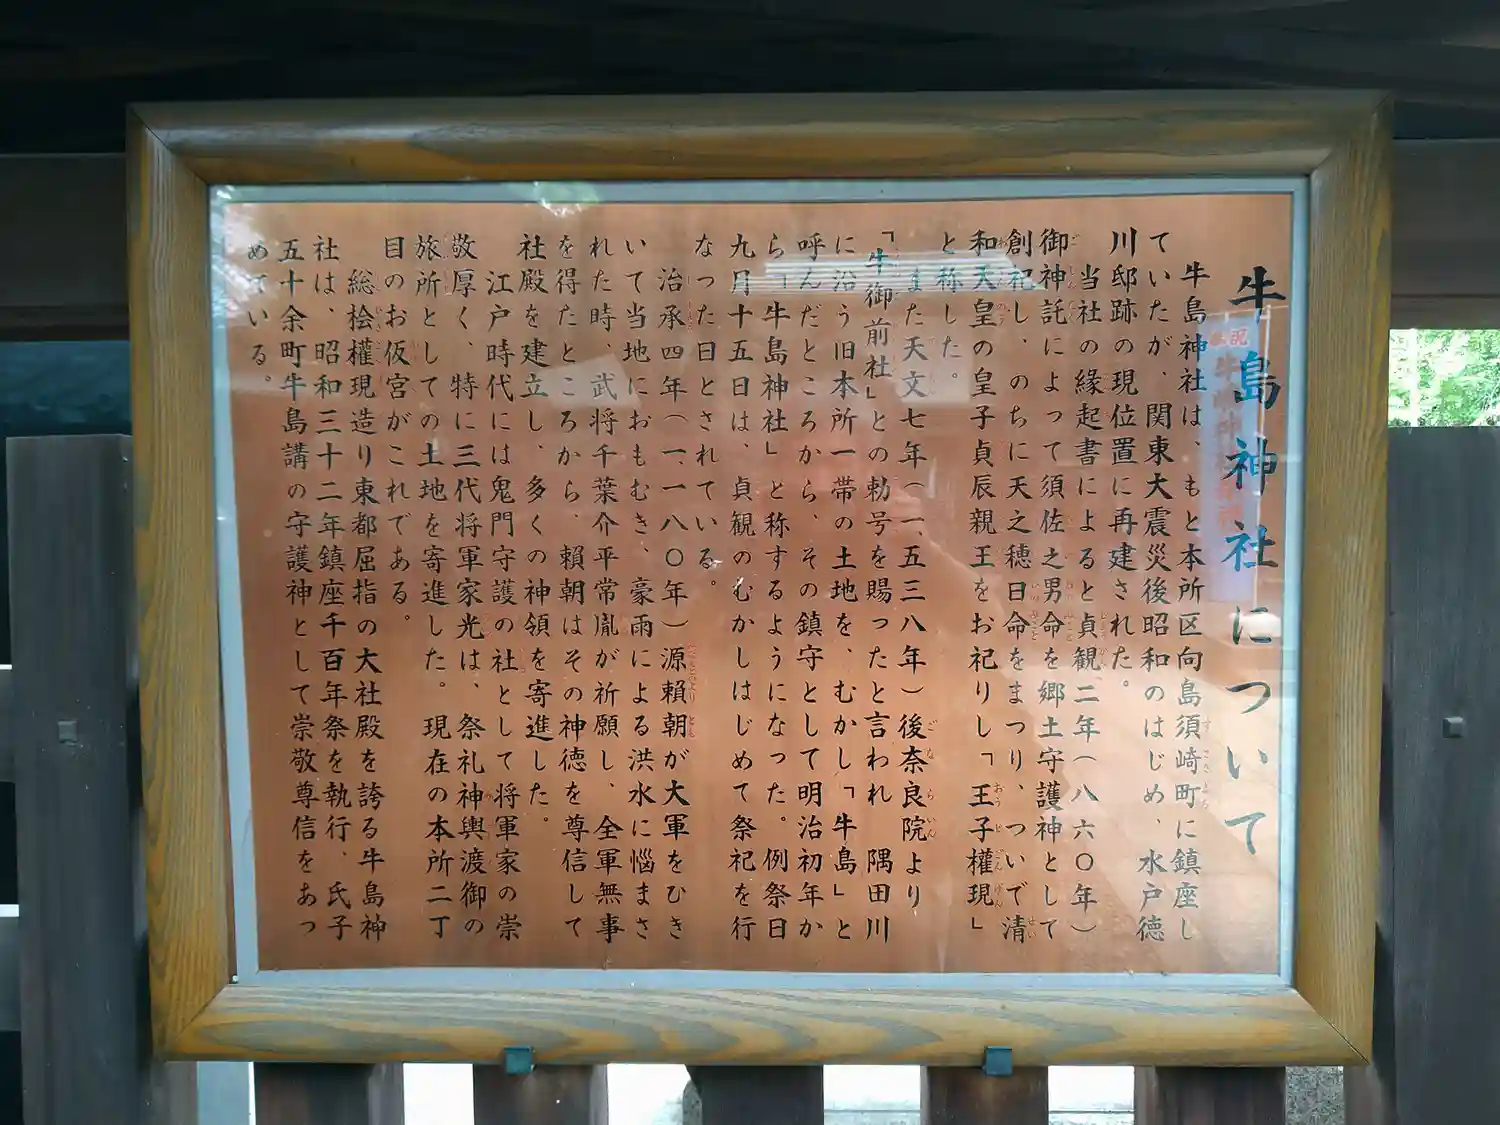 牛島神社について
牛島神社は、もと本所区向島須崎町に鎮座し
ていたが、関東大震災後昭和のはじめ、水戸徳
川邸跡の現位置に再建された。
当社の縁起書によると貞観二年(八六〇年)
御神託によって須佐之男命を郷土守護神として
創祀し、のちに天之穂日命をまつり、ついで清
和天皇の皇子貞辰親王をお祀りし「王子權現」
と称した。
また天文七年(一、五三八年)後奈良院より
「牛御前社」との勅号を賜ったと言われ 隅田川
に沿う旧本所一帯の土地を、むかし「牛島」と
呼んだところから、その鎮守として明治初年か
ら「牛島神社」と称するようになった。例祭日
九月十五日は、貞観のむかしはじめて祭祀を行
なった日とされている。
治承四年(一、一八〇年)源賴朝が大軍をひき
いて当地におもむき、豪雨による洪水に悩まさ
れた時、武将千葉介平常胤が祈願し、全軍無事
を得たところから、賴朝はその神徳を尊信して
社殿を建立し、多くの神領を寄進した。
江戸時代には鬼門守護の社として将軍家の崇
敬厚く、特に三代将軍家光は、祭礼神輿渡御の
旅所としての土地を寄進した。現在の本所二丁
目のお仮宮がこれである。
総桧權現造り東都屈指の大社殿を誇る牛島神
社は、昭和三十二年鎮座千百年祭を執行、氏子
五十余町牛島講の守護神として崇敬尊信をあつ
めている。